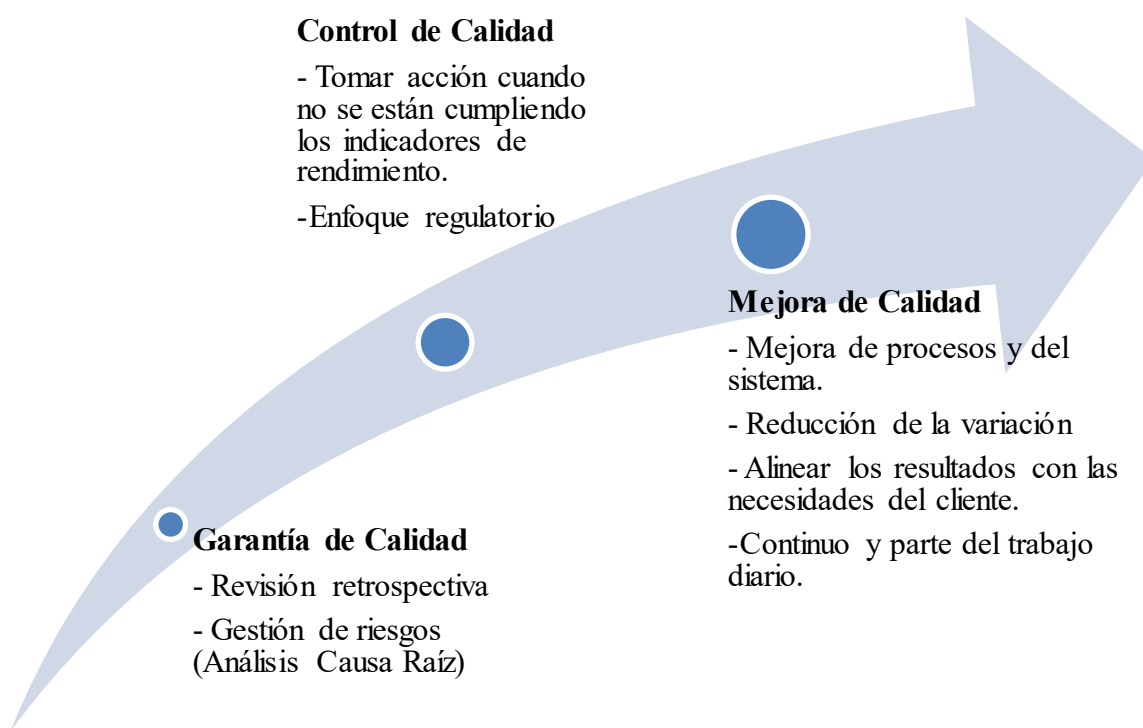 Control de Calidad
- Tomar acción cuando
no se están cumpliendo
los indicadores de
rendimiento.
-Enfoque regulatorio
Mejora de Calidad
- Mejora de procesos y del
sistema.
- Reducción de la variación
- Alinear los resultados con las
necesidades del cliente.
-Continuo y parte del trabajo
diario.
Garantía de Calidad
- Revisión retrospectiva
- Gestión de riesgos
(Análisis Causa Raíz)